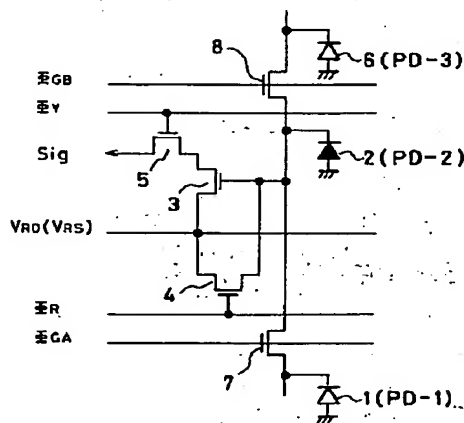 8
6(PD-3)
ΦGB
ΦY
Sig
5
2(PD-2)
3
VRD(VRS)
4
ΦR
ΦGA
7
1(PD-1)